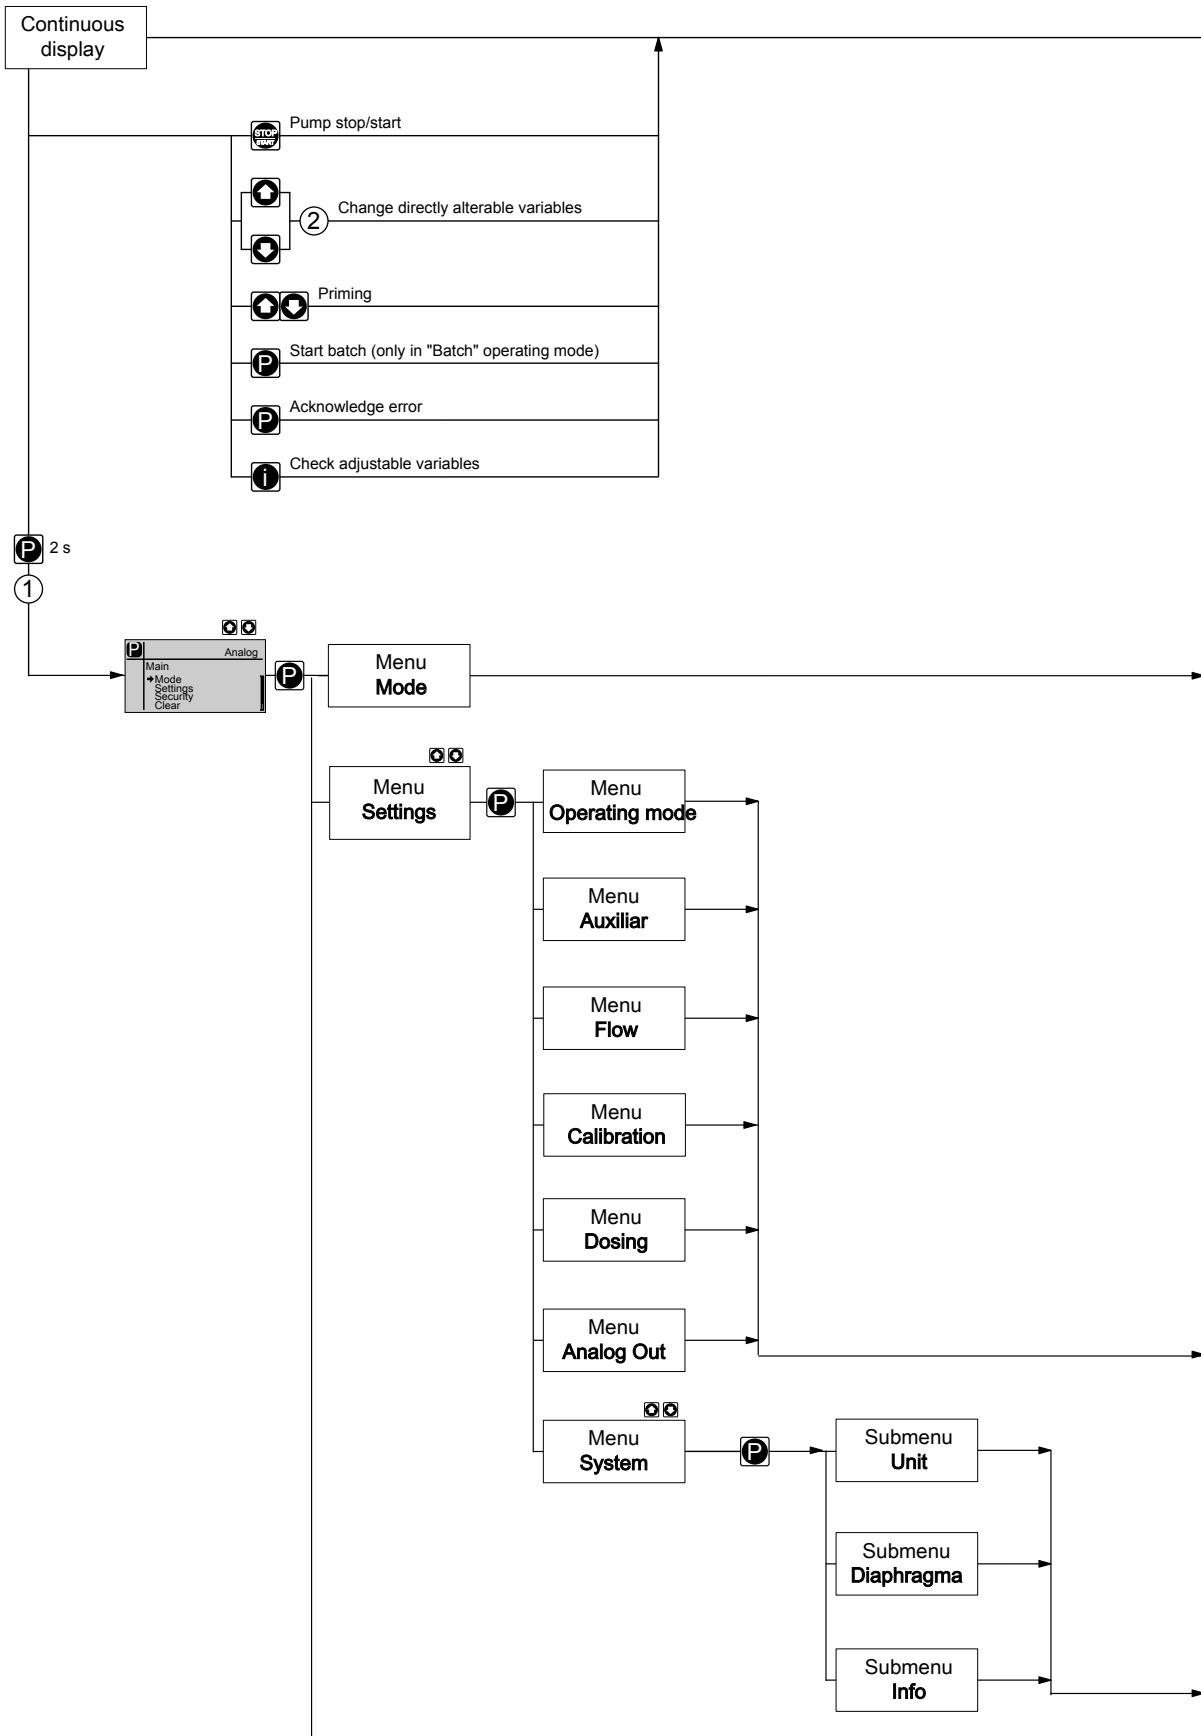 Continuous
display
STOP
START
Pump stop/start
2
Change directly alterable variables
Priming
P
Start batch (only in "Batch" operating mode)
P
Acknowledge error
i
Check adjustable variables
P 2 s
1
P Analog
Main
Mode
Settings
Security
Clear
P
Menu
Mode
Menu
Settings
P
Menu
Operating mode
Menu
Auxiliar
Menu
Flow
Menu
Calibration
Menu
Dosing
Menu
Analog Out
Menu
System
P
Submenu
Unit
Submenu
Diaphragma
Submenu
Info